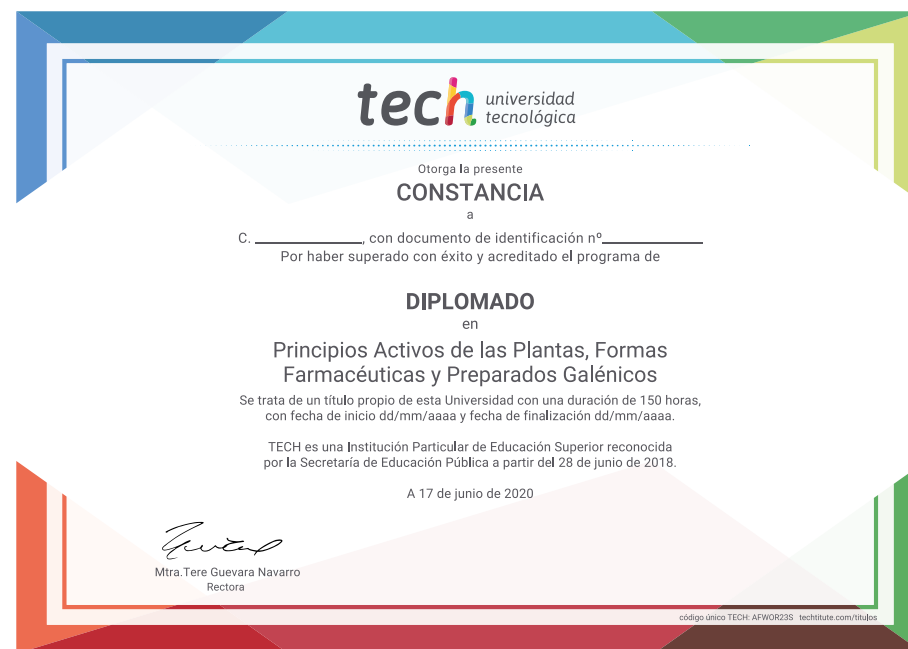 tech universidad
tecnológica
Otorga la presente
CONSTANCIA
a
C. ____________, con documento de identificación nº____________
Por haber superado con éxito y acreditado el programa de
DIPLOMADO
en
Principios Activos de las Plantas, Formas
Farmacéuticas y Preparados Galénicos
Se trata de un título propio de esta Universidad con una duración de 150 horas,
con fecha de inicio dd/mm/aaaa y fecha de finalización dd/mm/aaaa.
TECH es una Institución Particular de Educación Superior reconocida
por la Secretaría de Educación Pública a partir del 28 de junio de 2018.
A 17 de junio de 2020
Mtra.Tere Guevara Navarro
Rectora
código único TECH: AFWOR23S techtitute.com/titulos